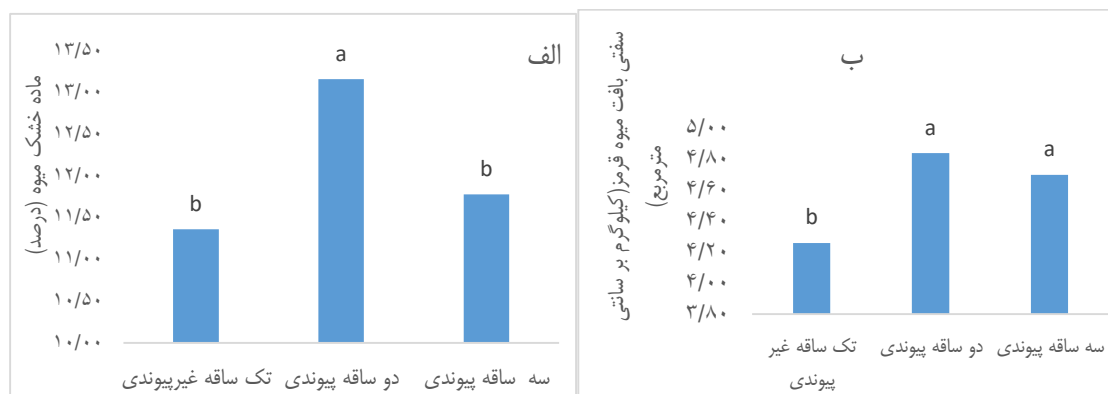 الف
ماده خشک میوه (درصد)
۱۳/۵۰
۱۳/۰۰
۱۲/۵۰
۱۲/۰۰
۱۱/۵۰
۱۱/۰۰
۱۰/۵۰
۱۰/۰۰
b
a
b
تک ساقه غیرپیوندی
دو ساقه پیوندی
سه ساقه پیوندی
ب
سفتی بافت میوه قرمز(کیلوگرم بر سانتی
مترمربع)
۵/۰۰
۴/۸۰
۴/۶۰
۴/۴۰
۴/۲۰
۴/۰۰
۳/۸۰
b
a
a
تک ساقه غیر
پیوندی
دو ساقه پیوندی
سه ساقه پیوندی